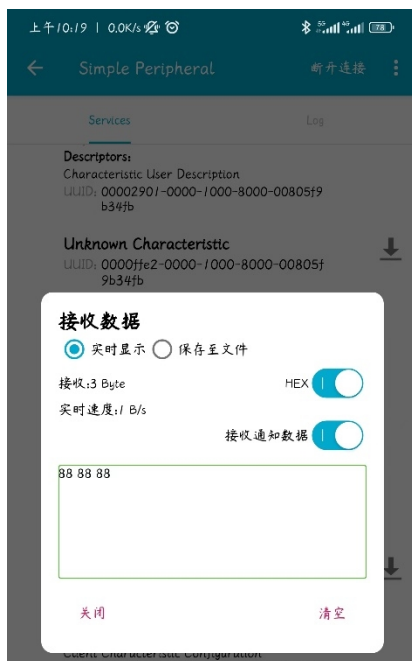 上午10:19 | 0.0K/s
5G 4G 78
Simple Peripheral 断开连接
Services Log
Descriptors:
Characteristic User Description
UUID: 00002901-0000-1000-8000-00805f9
b34fb
Unknown Characteristic
UUID: 0000ffe2-0000-1000-8000-00805f
9b34fb
接收数据
实时显示 保存至文件
接收:3 Byte HEX
实时速度:1 B/s
接收通知数据
88 88 88
关闭 清空
Client Characteristic Configuration